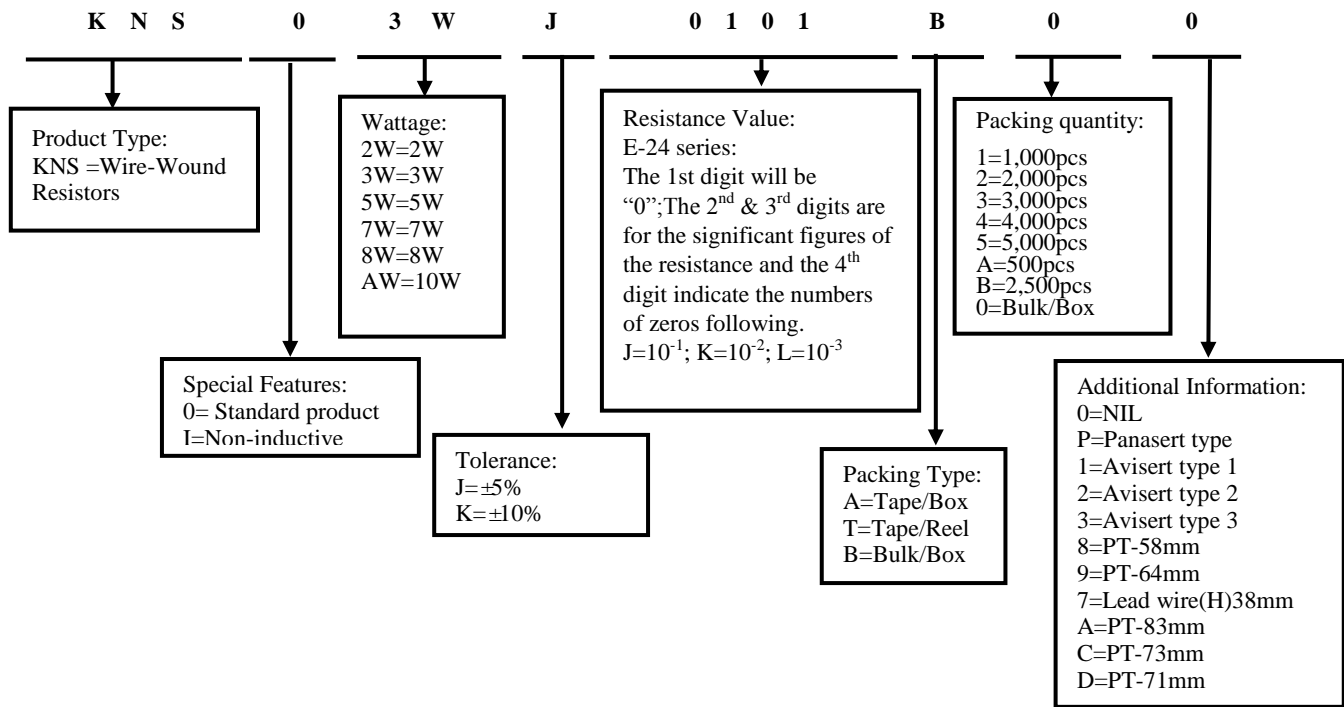 K N S 0 3 W J 0 1 0 1 B 0 0
Product Type:
KNS =Wire-Wound
Resistors
Wattage:
2W=2W
3W=3W
5W=5W
7W=7W
8W=8W
AW=10W
Resistance Value:
E-24 series:
The 1st digit will be
“0”;The 2nd & 3rd digits are
for the significant figures of
the resistance and the 4th
digit indicate the numbers
of zeros following.
J=10-1; K=10-2; L=10-3
Packing quantity:
1=1,000pcs
2=2,000pcs
3=3,000pcs
4=4,000pcs
5=5,000pcs
A=500pcs
B=2,500pcs
0=Bulk/Box
Special Features:
0= Standard product
I=Non-inductive
Tolerance:
J=±5%
K=±10%
Packing Type:
A=Tape/Box
T=Tape/Reel
B=Bulk/Box
Additional Information:
0=NIL
P=Panasert type
1=Avisert type 1
2=Avisert type 2
3=Avisert type 3
8=PT-58mm
9=PT-64mm
7=Lead wire(H)38mm
A=PT-83mm
C=PT-73mm
D=PT-71mm